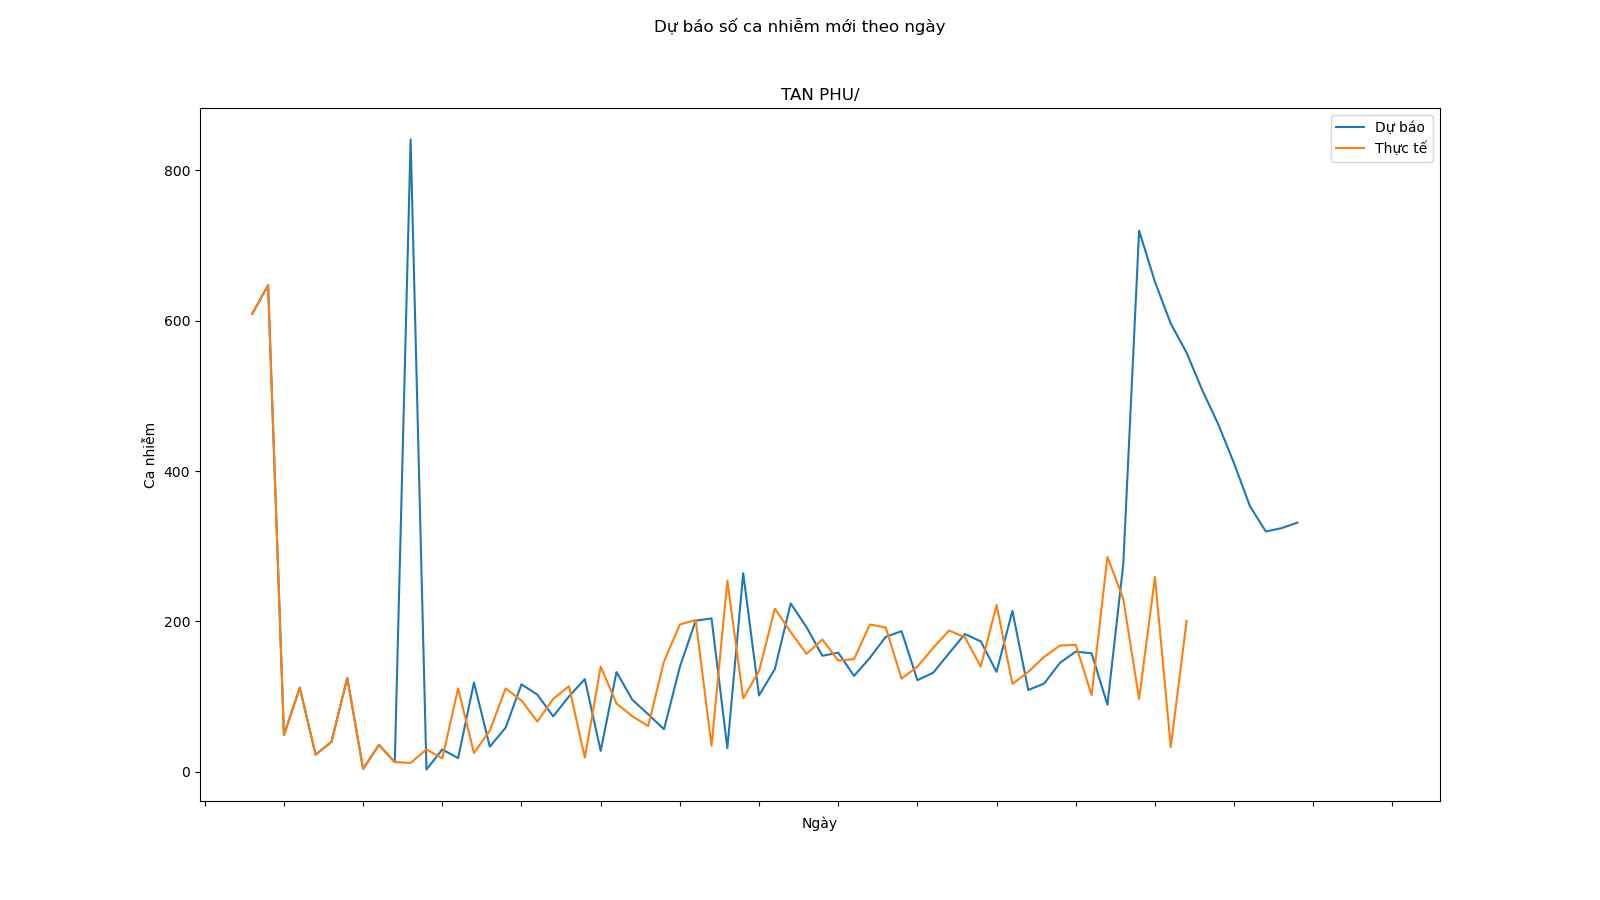 Dự báo số ca nhiễm mới theo ngày
TAN PHU/
Dự báo
Thực tế
800
600
400
200
0
Ca nhiễm
Ngày